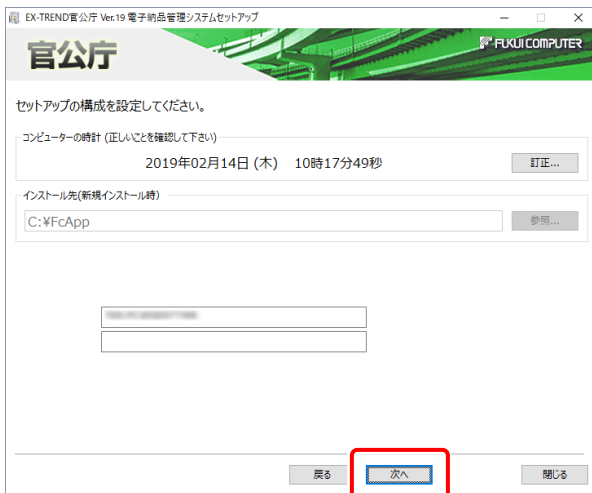 EX-TREND官公庁 Ver.19 電子納品管理システムセットアップ
官公庁
FUKUI COMPUTER
セットアップの構成を設定してください。
コンピューターの時計 (正しいことを確認して下さい)
2019年02月14日 (木) 10時17分49秒
訂正...
インストール先(新規インストール時)
C:¥FcApp
参照...
戻る
次へ
閉じる